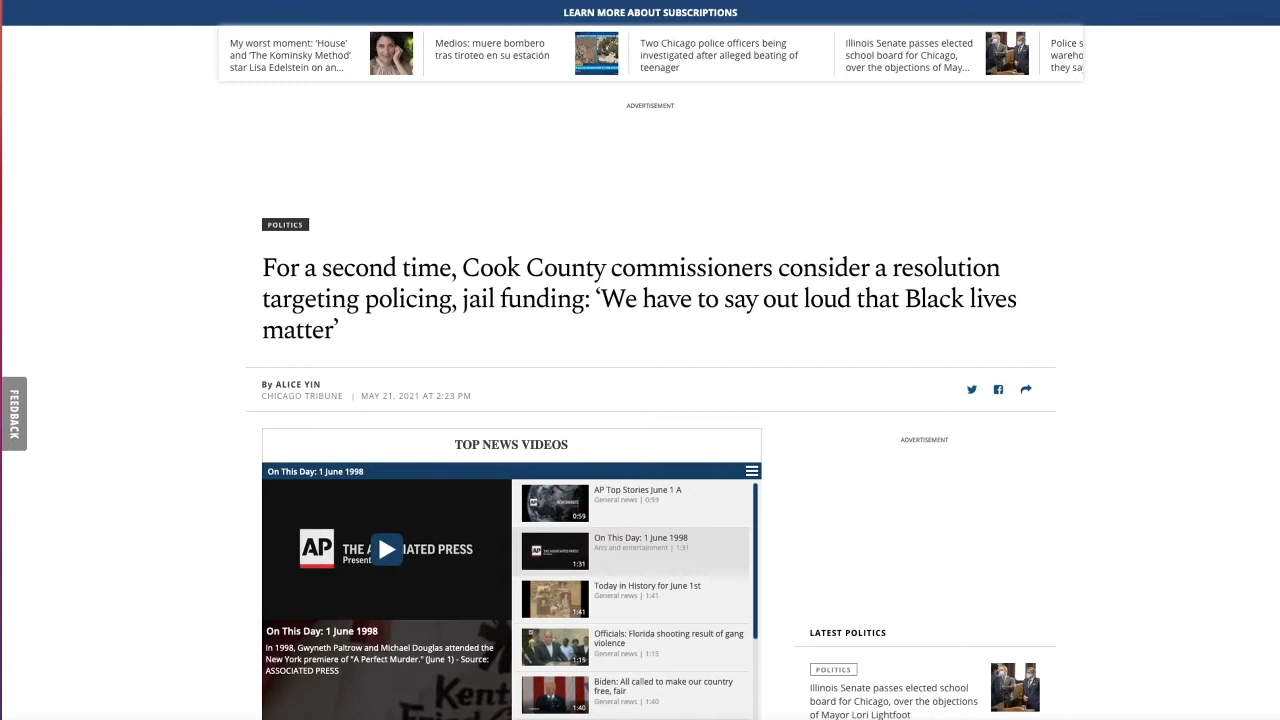 LEARN MORE ABOUT SUBSCRIPTIONS
My worst moment: ‘House’
and ‘The Kominsky Method’
star Lisa Edelstein on an...
Medios: muere bombero
tras tiroteo en su estación
Two Chicago police officers being
investigated after alleged beating of
teenager
Illinois Senate passes elected
school board for Chicago,
over the objections of May...
Police s
wareho
they sa
ADVERTISEMENT
POLITICS
For a second time, Cook County commissioners consider a resolution
targeting policing, jail funding: ‘We have to say out loud that Black lives
matter’
By ALICE YIN
CHICAGO TRIBUNE | MAY 21, 2021 AT 2:23 PM
FEEDBACK
TOP NEWS VIDEOS
On This Day: 1 June 1998
AP
THE ASSOCIATED PRESS
Present
On This Day: 1 June 1998
In 1998, Gwyneth Paltrow and Michael Douglas attended the
New York premiere of "A Perfect Murder." (June 1) - Source:
ASSOCIATED PRESS
AP Top Stories June 1 A
General news | 0:59
0:59
On This Day: 1 June 1998
Arts and entertainment | 1:31
AP
1:31
Today in History for June 1st
General news | 1:41
1:41
Officials: Florida shooting result of gang
violence
General news | 1:15
1:15
Biden: All called to make our country
free, fair
General news | 1:40
1:40
ADVERTISEMENT
LATEST POLITICS
POLITICS
Illinois Senate passes elected school
board for Chicago, over the objections
of Mayor Lori Lightfoot